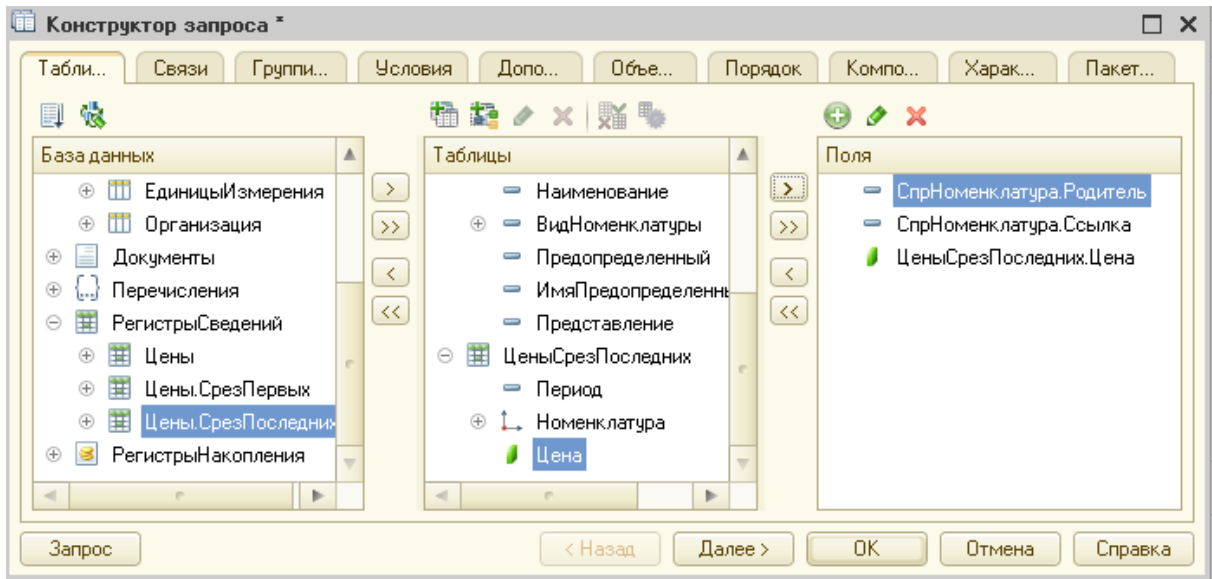 Конструктор запроса *
Табли... Связи Группи... Условия Допо... Объе... Порядок Компо... Харак... Пакет...
База данных
ЕдиницыИзмерения
Организация
Документы
Перечисления
РегистрыСведений
Цены
Цены.СрезПервых
Цены.СрезПоследних
РегистрыНакопления
> 
>>
<
<<
Таблицы
Наименование
ВидНоменклатуры
Предопределенный
ИмяПредопределенн
Представление
ЦеныСрезПоследних
Период
Номенклатура
Цена
>
>>
<
<<
Поля
СпрНоменклатура.Родитель
СпрНоменклатура.Ссылка
ЦеныСрезПоследних.Цена
Запрос < Назад Далее > ОК Отмена Справка